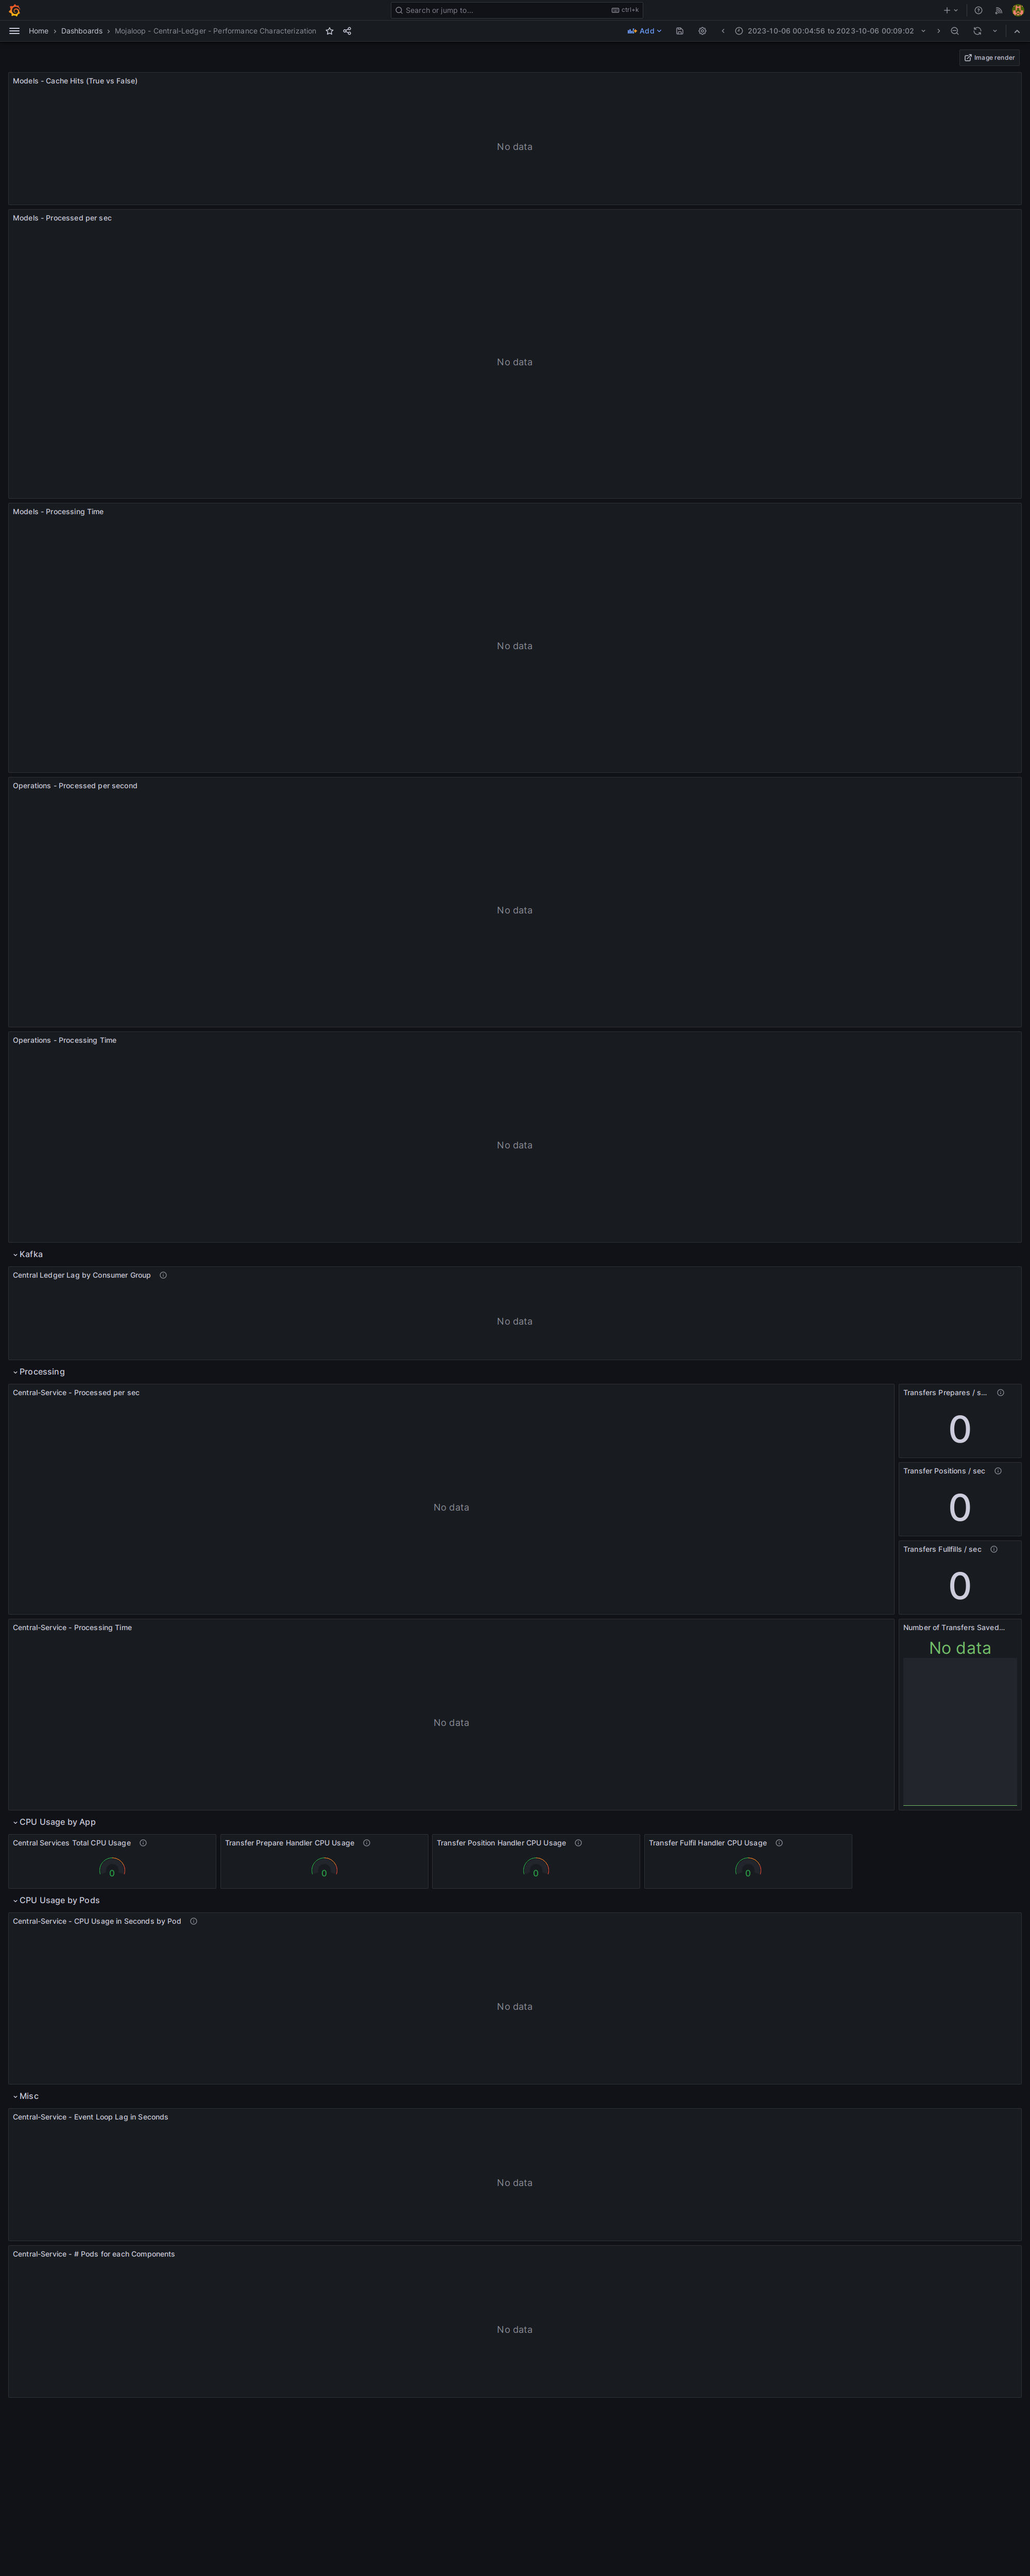 Search or jump to...
ctrl+k
Home › Dashboards › Mojaloop - Central-Ledger - Performance Characterization
Add
2023-10-06 00:04:56 to 2023-10-06 00:09:02
Image render
Models - Cache Hits (True vs False)
No data
Models - Processed per sec
No data
Models - Processing Time
No data
Operations - Processed per second
No data
Operations - Processing Time
No data
Kafka
Central Ledger Lag by Consumer Group
No data
Processing
Central-Service - Processed per sec
No data
Transfers Prepares / s...
0
Transfer Positions / sec
0
Transfers Fullfills / sec
0
Central-Service - Processing Time
No data
Number of Transfers Saved...
No data
CPU Usage by App
Central Services Total CPU Usage
0
Transfer Prepare Handler CPU Usage
0
Transfer Position Handler CPU Usage
0
Transfer Fulfil Handler CPU Usage
0
CPU Usage by Pods
Central-Service - CPU Usage in Seconds by Pod
No data
Misc
Central-Service - Event Loop Lag in Seconds
No data
Central-Service - # Pods for each Components
No data